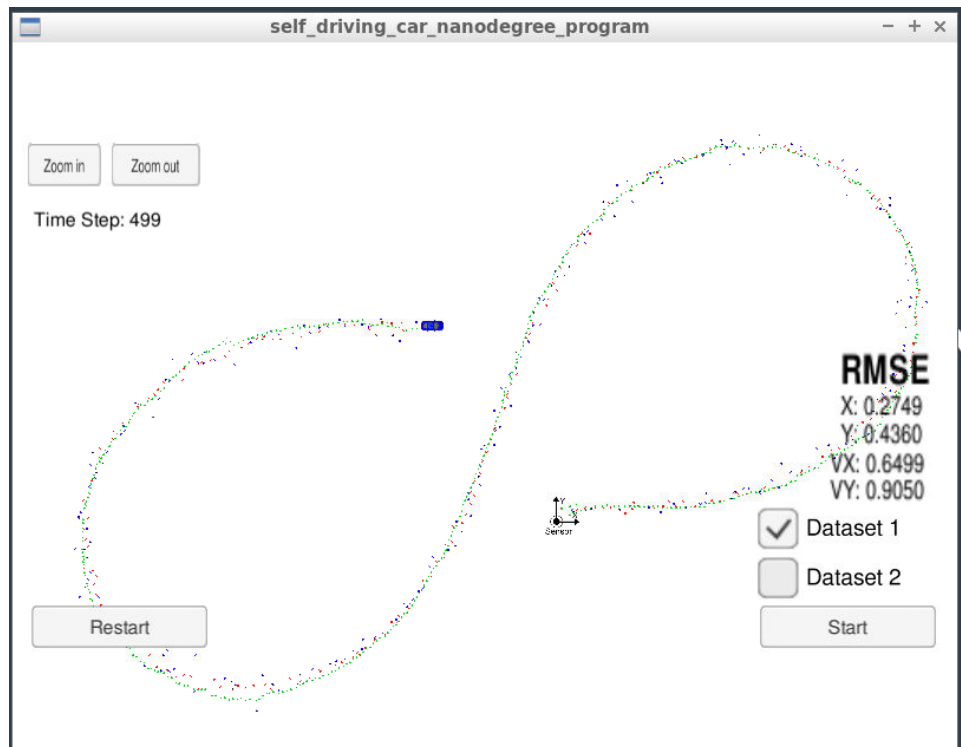 self_driving_car_nanodegree_program
Zoom in
Zoom out
Time Step: 499
RMSE
X: 0.2749
Y: 0.4360
VX: 0.6499
VY: 0.9050
Y
X
Sensor
Dataset 1
Dataset 2
Restart
Start